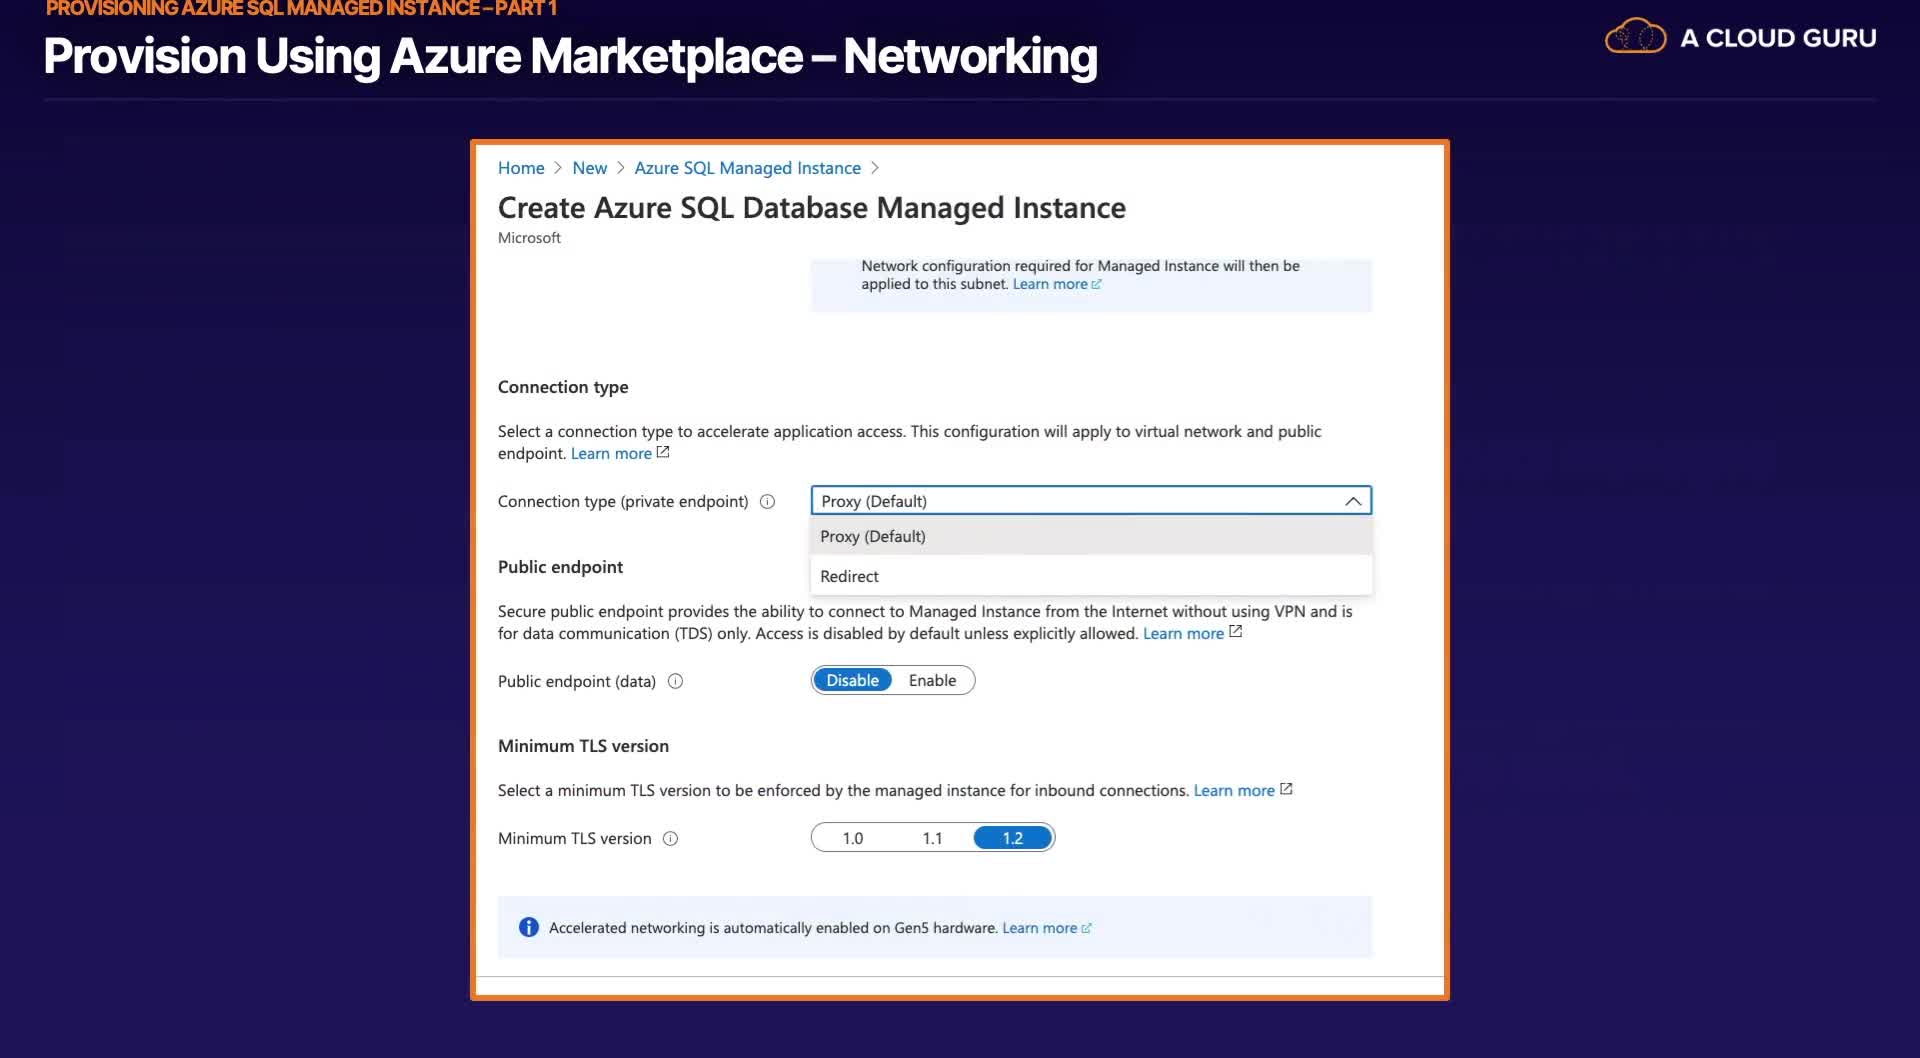 PROVISIONING AZURE SQL MANAGED INSTANCE – PART 1
Provision Using Azure Marketplace – Networking
A CLOUD GURU
Home > New > Azure SQL Managed Instance >
Create Azure SQL Database Managed Instance
Microsoft
Network configuration required for Managed Instance will then be
applied to this subnet. Learn more
Connection type
Select a connection type to accelerate application access. This configuration will apply to virtual network and public
endpoint. Learn more
Connection type (private endpoint)
Proxy (Default)
Proxy (Default)
Redirect
Public endpoint
Secure public endpoint provides the ability to connect to Managed Instance from the Internet without using VPN and is
for data communication (TDS) only. Access is disabled by default unless explicitly allowed. Learn more
Public endpoint (data)
Disable Enable
Minimum TLS version
Select a minimum TLS version to be enforced by the managed instance for inbound connections. Learn more
Minimum TLS version
1.0 1.1 1.2
Accelerated networking is automatically enabled on Gen5 hardware. Learn more